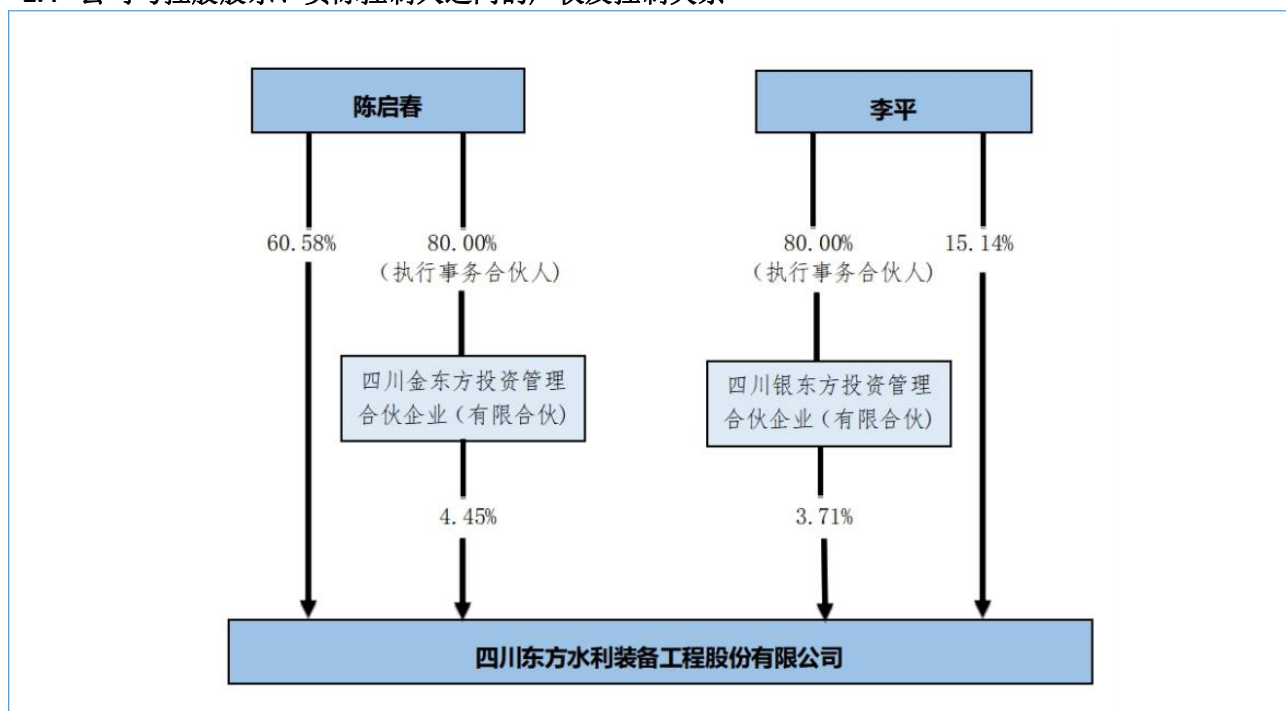 陈启春
李平
60.58%
80.00%
(执行事务合伙人)
80.00%
(执行事务合伙人)
15.14%
四川金东方投资管理
合伙企业(有限合伙)
四川银东方投资管理
合伙企业(有限合伙)
4.45%
3.71%
四川东方水利装备工程股份有限公司